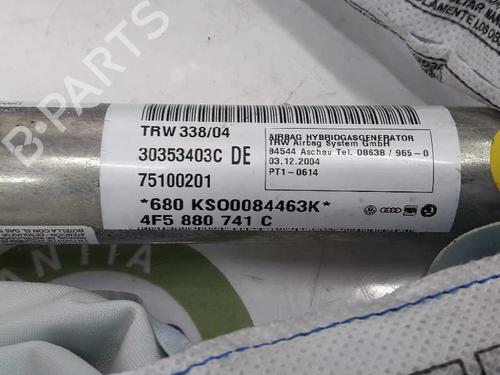 B-PARTS
TRW 338/04
30353403C DE
75100201
*680 KSO0084463K*
4F5 880 741 C
AIRBAG HYBRIDGASGENERATOR
TRW Airbag System GmbH
84544 Aschau Tel. 08638 / 965-0
03.12.2004
PT1-0614